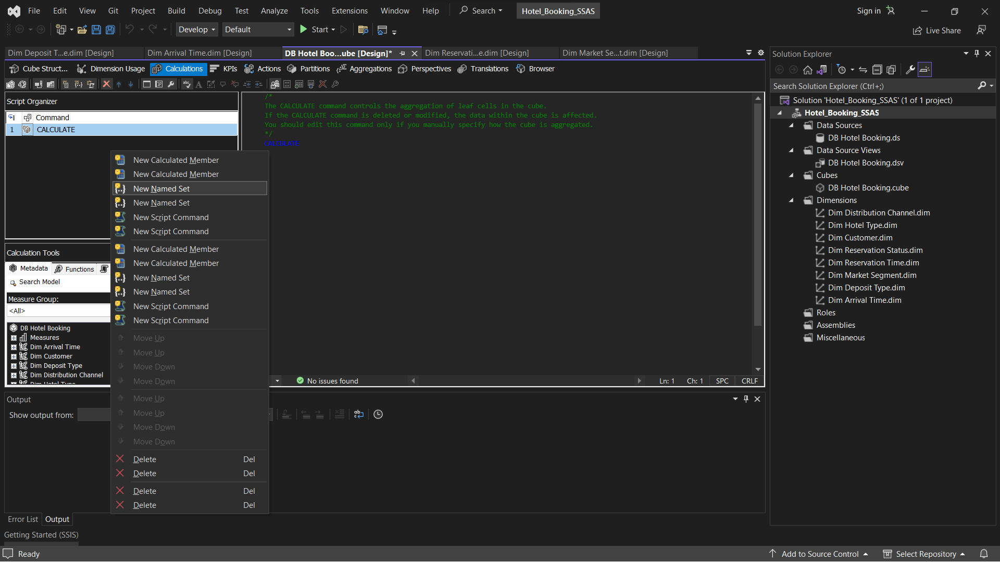 File Edit View Git Project Build Debug Test Analyze Tools Extensions Window Help Search Hotel_Booking_SSAS Sign in
Develop Default Start Live Share
Dim Deposit T...e.dim [Design] Dim Arrival Time.dim [Design] DB Hotel Boo...ube [Design]* Dim Reservati...e.dim [Design] Dim Market Se...t.dim [Design]
Cube Struct... Dimension Usage Calculations KPIs Actions Partitions Aggregations Perspectives Translations Browser
Script Organizer
Command
1 CALCULATE
/*
The CALCULATE command controls the aggregation of leaf cells in the cube.
If the CALCULATE command is deleted or modified, the data within the cube is affected.
You should edit this command only if you manually specify how the cube is aggregated.
*/
CALCULATE
New Calculated Member
New Calculated Member
New Named Set
New Named Set
New Script Command
New Script Command
New Calculated Member
New Calculated Member
New Named Set
New Named Set
New Script Command
New Script Command
Move Up
Move Up
Move Down
Move Down
Move Up
Move Up
Move Down
Move Down
Delete Del
Delete Del
Delete Del
Delete Del
Calculation Tools
Metadata Functions
Search Model
Measure Group:
<All>
DB Hotel Booking
Measures
Dim Arrival Time
Dim Customer
Dim Deposit Type
Dim Distribution Channel
Dim Hotel Type
No issues found Ln: 1 Ch: 1 SPC CRLF
Output
Show output from:
Error List Output
Getting Started (SSIS)
Solution Explorer
Search Solution Explorer (Ctrl+;)
Solution 'Hotel_Booking_SSAS' (1 of 1 project)
Hotel_Booking_SSAS
Data Sources
DB Hotel Booking.ds
Data Source Views
DB Hotel Booking.dsv
Cubes
DB Hotel Booking.cube
Dimensions
Dim Distribution Channel.dim
Dim Hotel Type.dim
Dim Customer.dim
Dim Reservation Status.dim
Dim Reservation Time.dim
Dim Market Segment.dim
Dim Deposit Type.dim
Dim Arrival Time.dim
Roles
Assemblies
Miscellaneous
Ready Add to Source Control Select Repository